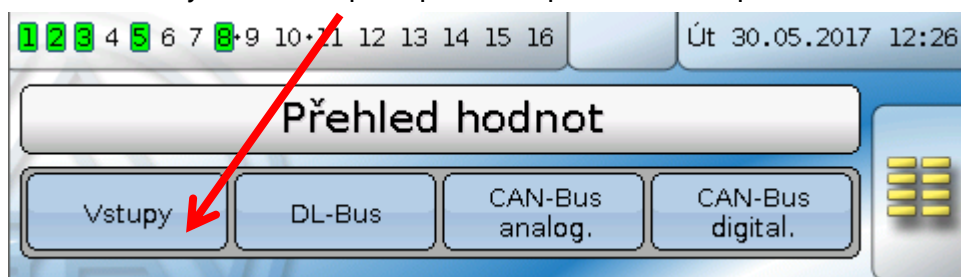 1 2 3 4 5 6 7 8 9 10 11 12 13 14 15 16 Út 30.05.2017 12:26
Přehled hodnot
Vstupy DL-Bus CAN-Bus analog. CAN-Bus digital.